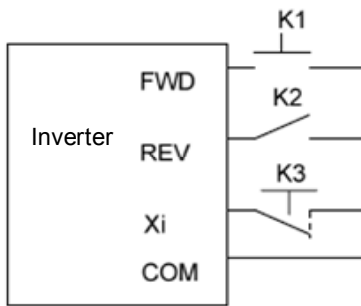 K1
FWD
K2
Inverter
REV
K3
Xi
COM